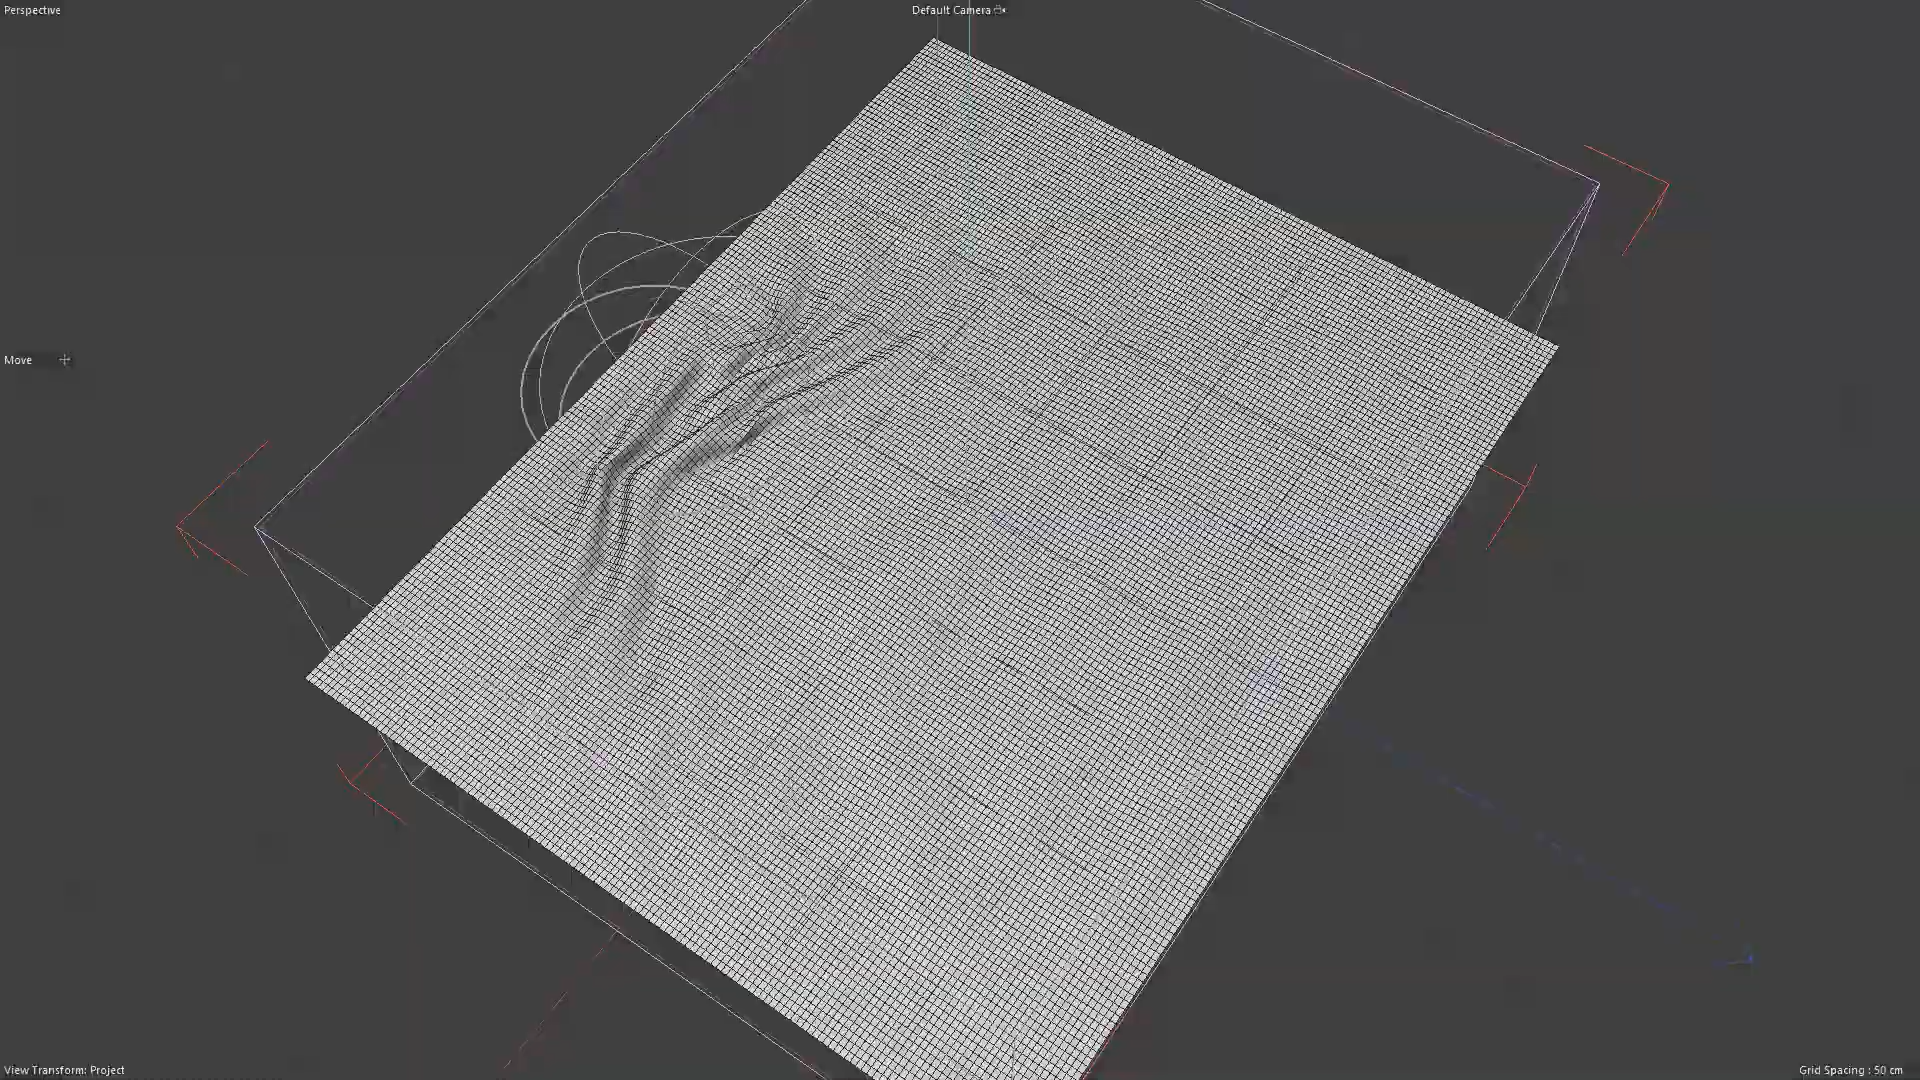 Perspective
Default Camera
Move
View Transform: Project
Grid Spacing : 50 cm